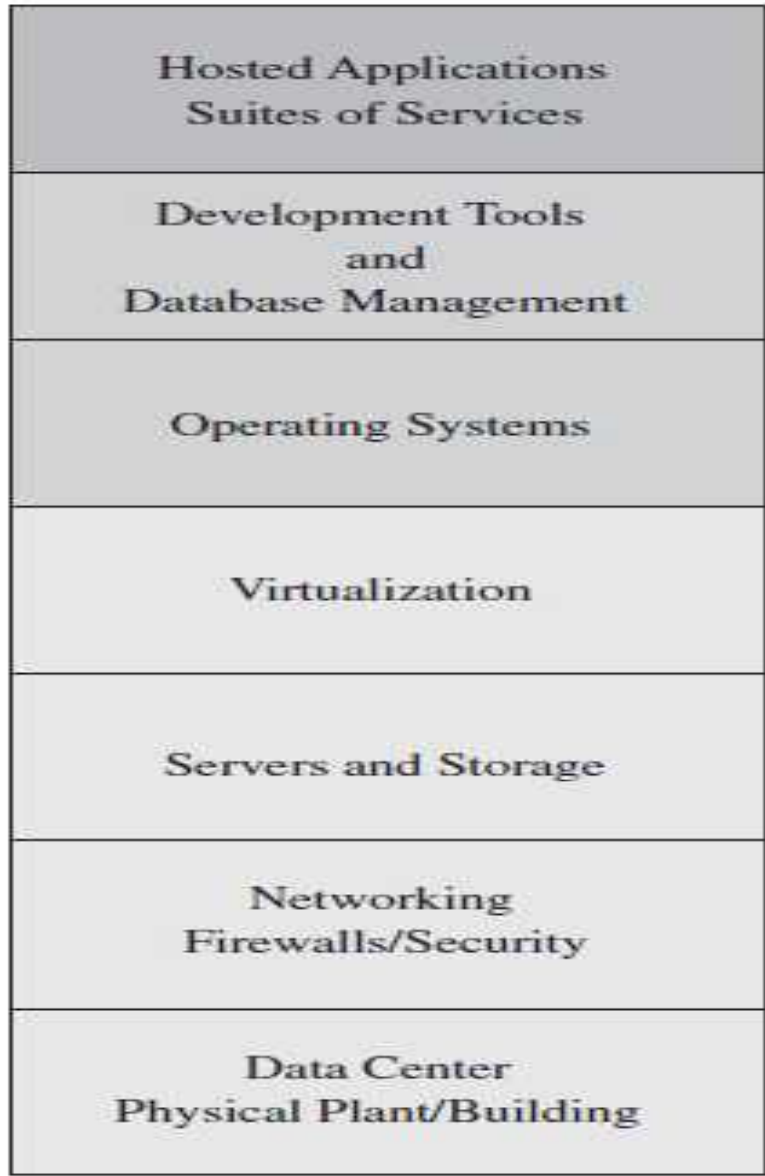 Hosted Applications
Suites of Services
Development Tools
and
Database Management
Operating Systems
Virtualization
Servers and Storage
Networking
Firewalls/Security
Data Center
Physical Plant/Building